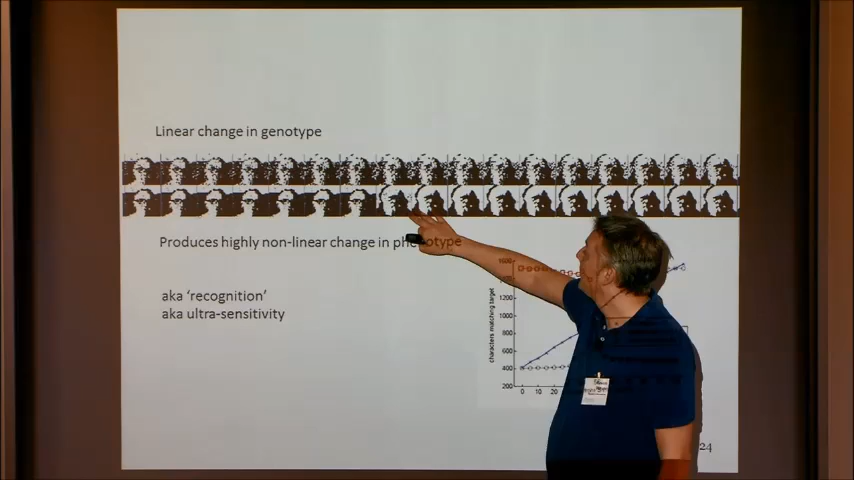 Linear change in genotype
Produces highly non-linear change in phenotype
aka 'recognition'
aka ultra-sensitivity
characters matching target
1600
1200
1000
800
600
400
200
0 10 20
24